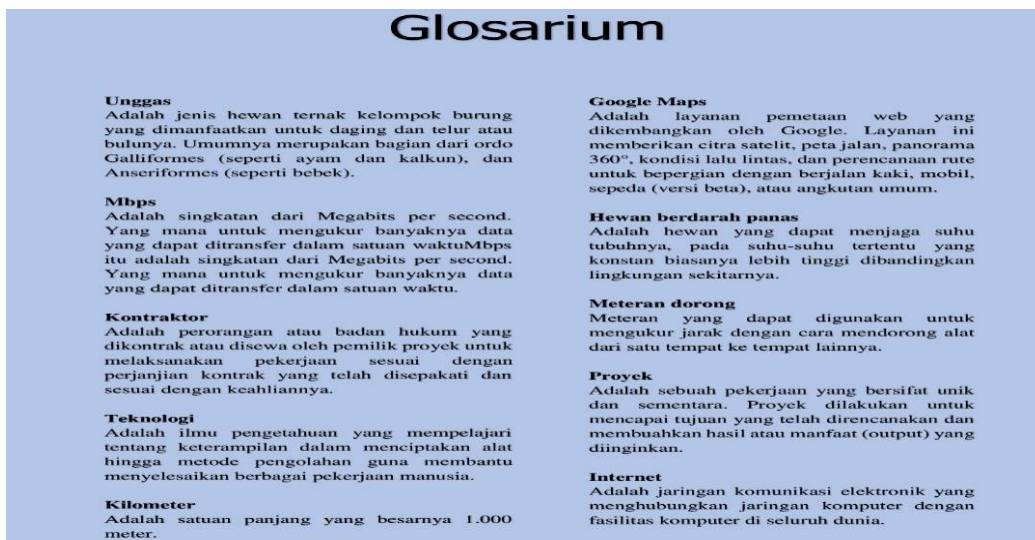 Glosarium
Unggas
Adalah jenis hewan ternak kelompok burung
yang dimanfaatkan untuk daging dan telur atau
bulunya. Umumnya merupakan bagian dari ordo
Galliformes (seperti ayam dan kalkun), dan
Anseriformes (seperti bebek).
Mbps
Adalah singkatan dari Megabits per second.
Yang mana untuk mengukur banyaknya data
yang dapat ditransfer dalam satuan waktuMbps
itu adalah singkatan dari Megabits per second.
Yang mana untuk mengukur banyaknya data
yang dapat ditransfer dalam satuan waktu.
Kontraktor
Adalah perorangan atau badan hukum yang
dikontrak atau disewa oleh pemilik proyek untuk
melaksanakan pekerjaan sesuai dengan
perjanjian kontrak yang telah disepakati dan
sesuai dengan keahliannya.
Teknologi
Adalah ilmu pengetahuan yang mempelajari
tentang keterampilan dalam menciptakan alat
hingga metode pengolahan guna membantu
menyelesaikan berbagai pekerjaan manusia.
Kilometer
Adalah satuan panjang yang besarnya 1.000
meter.
Google Maps
Adalah layanan pemetaan web yang
dikembangkan oleh Google. Layanan ini
memberikan citra satelit, peta jalan, panorama
360°, kondisi lalu lintas, dan perencanaan rute
untuk bepergian dengan berjalan kaki, mobil,
sepeda (versi beta), atau angkutan umum.
Hewan berdarah panas
Adalah hewan yang dapat menjaga suhu
tubuhnya, pada suhu-suhu tertentu yang
konstan biasanya lebih tinggi dibandingkan
lingkungan sekitarnya.
Meteran dorong
Meteran yang dapat digunakan untuk
mengukur jarak dengan cara mendorong alat
dari satu tempat ke tempat lainnya.
Proyek
Adalah sebuah pekerjaan yang bersifat unik
dan sementara. Proyek dilakukan untuk
mencapai tujuan yang telah direncanakan dan
membuahkan hasil atau manfaat (output) yang
diinginkan.
Internet
Adalah jaringan komunikasi elektronik yang
menghubungkan jaringan komputer dengan
fasilitas komputer di seluruh dunia.